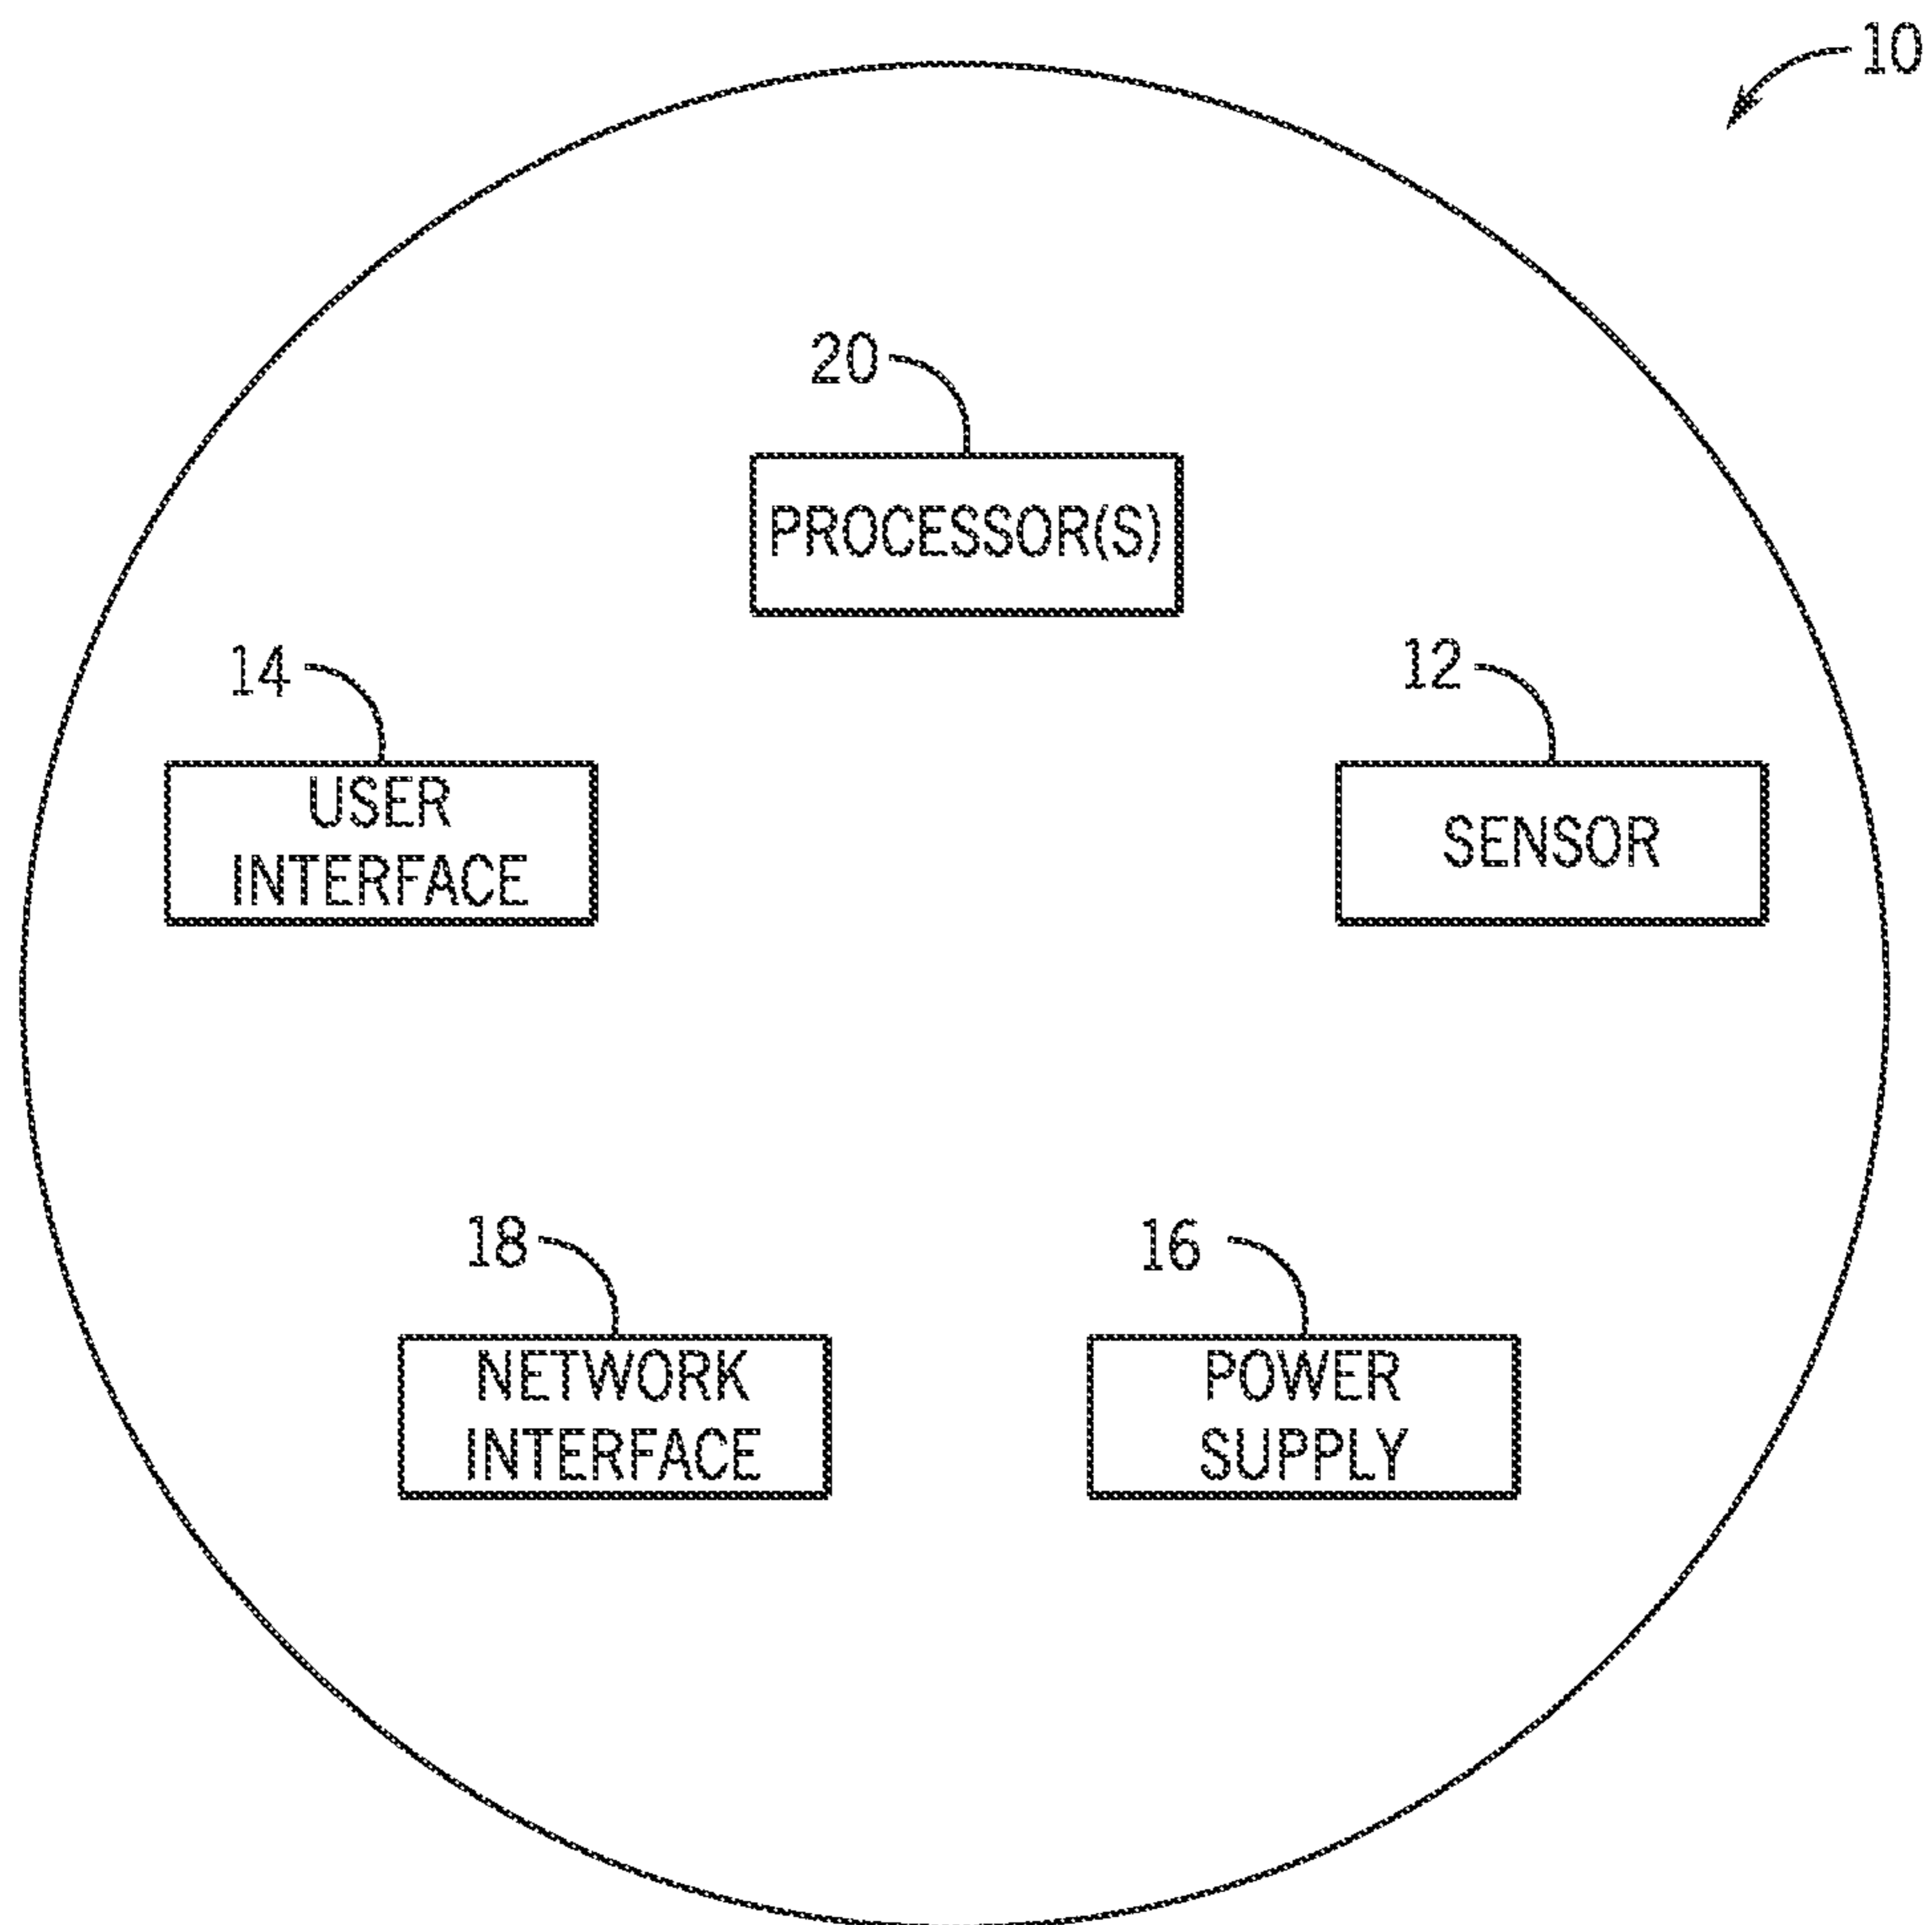 10
20
PROCESSOR(S)
14
12
USER
INTERFACE
SENSOR
18
16
NETWORK
INTERFACE
POWER
SUPPLY